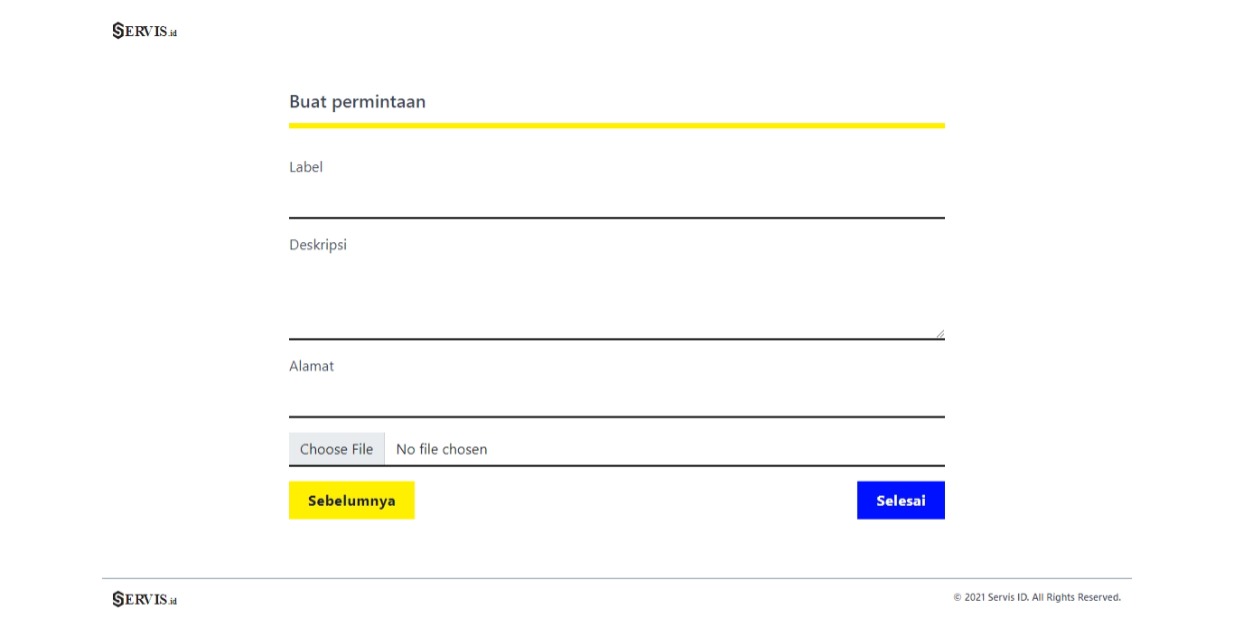 SERVIS.id
Buat permintaan
Label
Deskripsi
Alamat
Choose File No file chosen
Sebelumnya Selesai
SERVIS.id © 2021 Servis ID. All Rights Reserved.